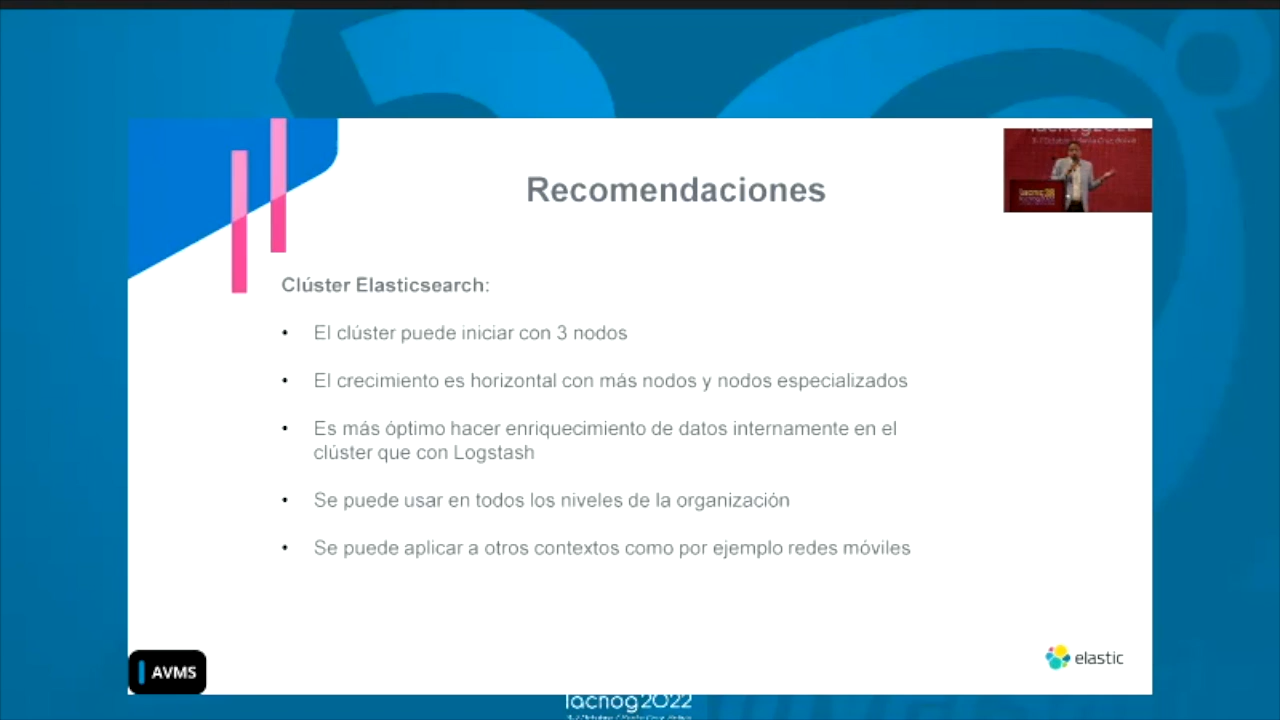 lacnog2022
Recomendaciones
Clúster Elasticsearch:
• El clúster puede iniciar con 3 nodos
• El crecimiento es horizontal con más nodos y nodos especializados
• Es más óptimo hacer enriquecimiento de datos internamente en el
clúster que con Logstash
• Se puede usar en todos los niveles de la organización
• Se puede aplicar a otros contextos como por ejemplo redes móviles
elastic
AVMS
lacnog2022